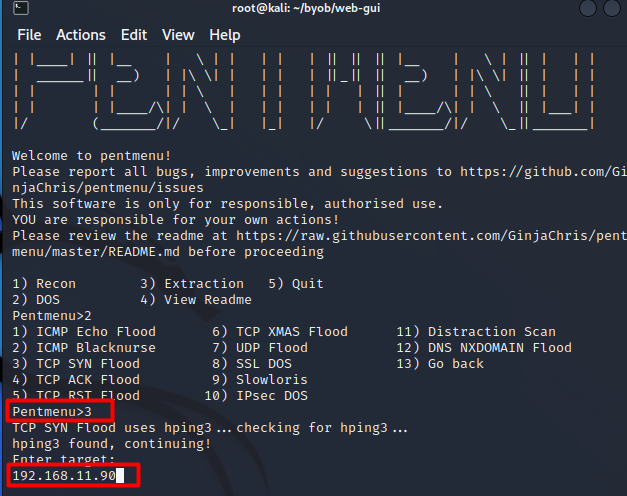 root@kali: ~/byob/web-gui
File Actions Edit View Help
PENTMENU
Welcome to pentmenu!
Please report all bugs, improvements and suggestions to https://github.com/Gi
njaChris/pentmenu/issues
This software is only for responsible, authorised use.
YOU are responsible for your own actions!
Please review the readme at https://raw.githubusercontent.com/GinjaChris/pent
menu/master/README.md before proceeding
1) Recon 3) Extraction 5) Quit
2) DOS 4) View Readme
Pentmenu>2
1) ICMP Echo Flood 6) TCP XMAS Flood 11) Distraction Scan
2) ICMP Blacknurse 7) UDP Flood 12) DNS NXDOMAIN Flood
3) TCP SYN Flood 8) SSL DOS 13) Go back
4) TCP ACK Flood 9) Slowloris
5) TCP RST Flood 10) IPsec DOS
Pentmenu>3
TCP SYN Flood uses hping3...checking for hping3...
hping3 found, continuing!
Enter target:
192.168.11.90